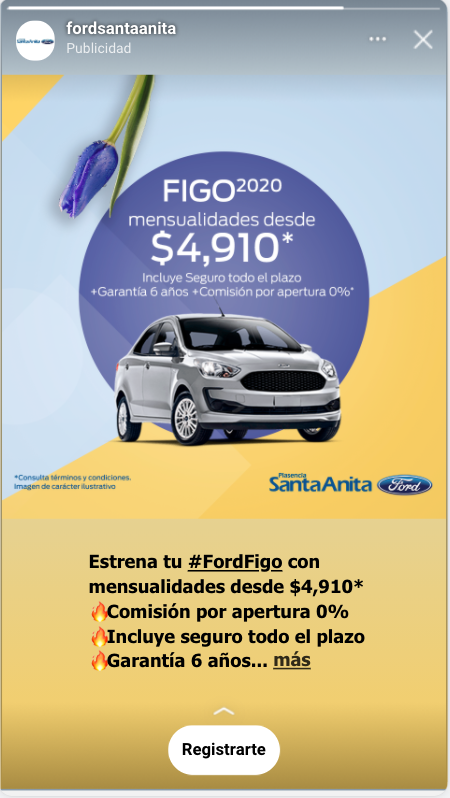 fordsantaanita
Publicidad
FIGO2020
mensualidades desde
$4,910*
Incluye Seguro todo el plazo
+Garantía 6 años +Comisión por apertura 0%*
*Consulta términos y condiciones.
Imagen de carácter ilustrativo
Plasencia
SantaAnita Ford
Estrena tu #FordFigo con
mensualidades desde $4,910*
🔥Comisión por apertura 0%
🔥Incluye seguro todo el plazo
🔥Garantía 6 años... más
Registrarte